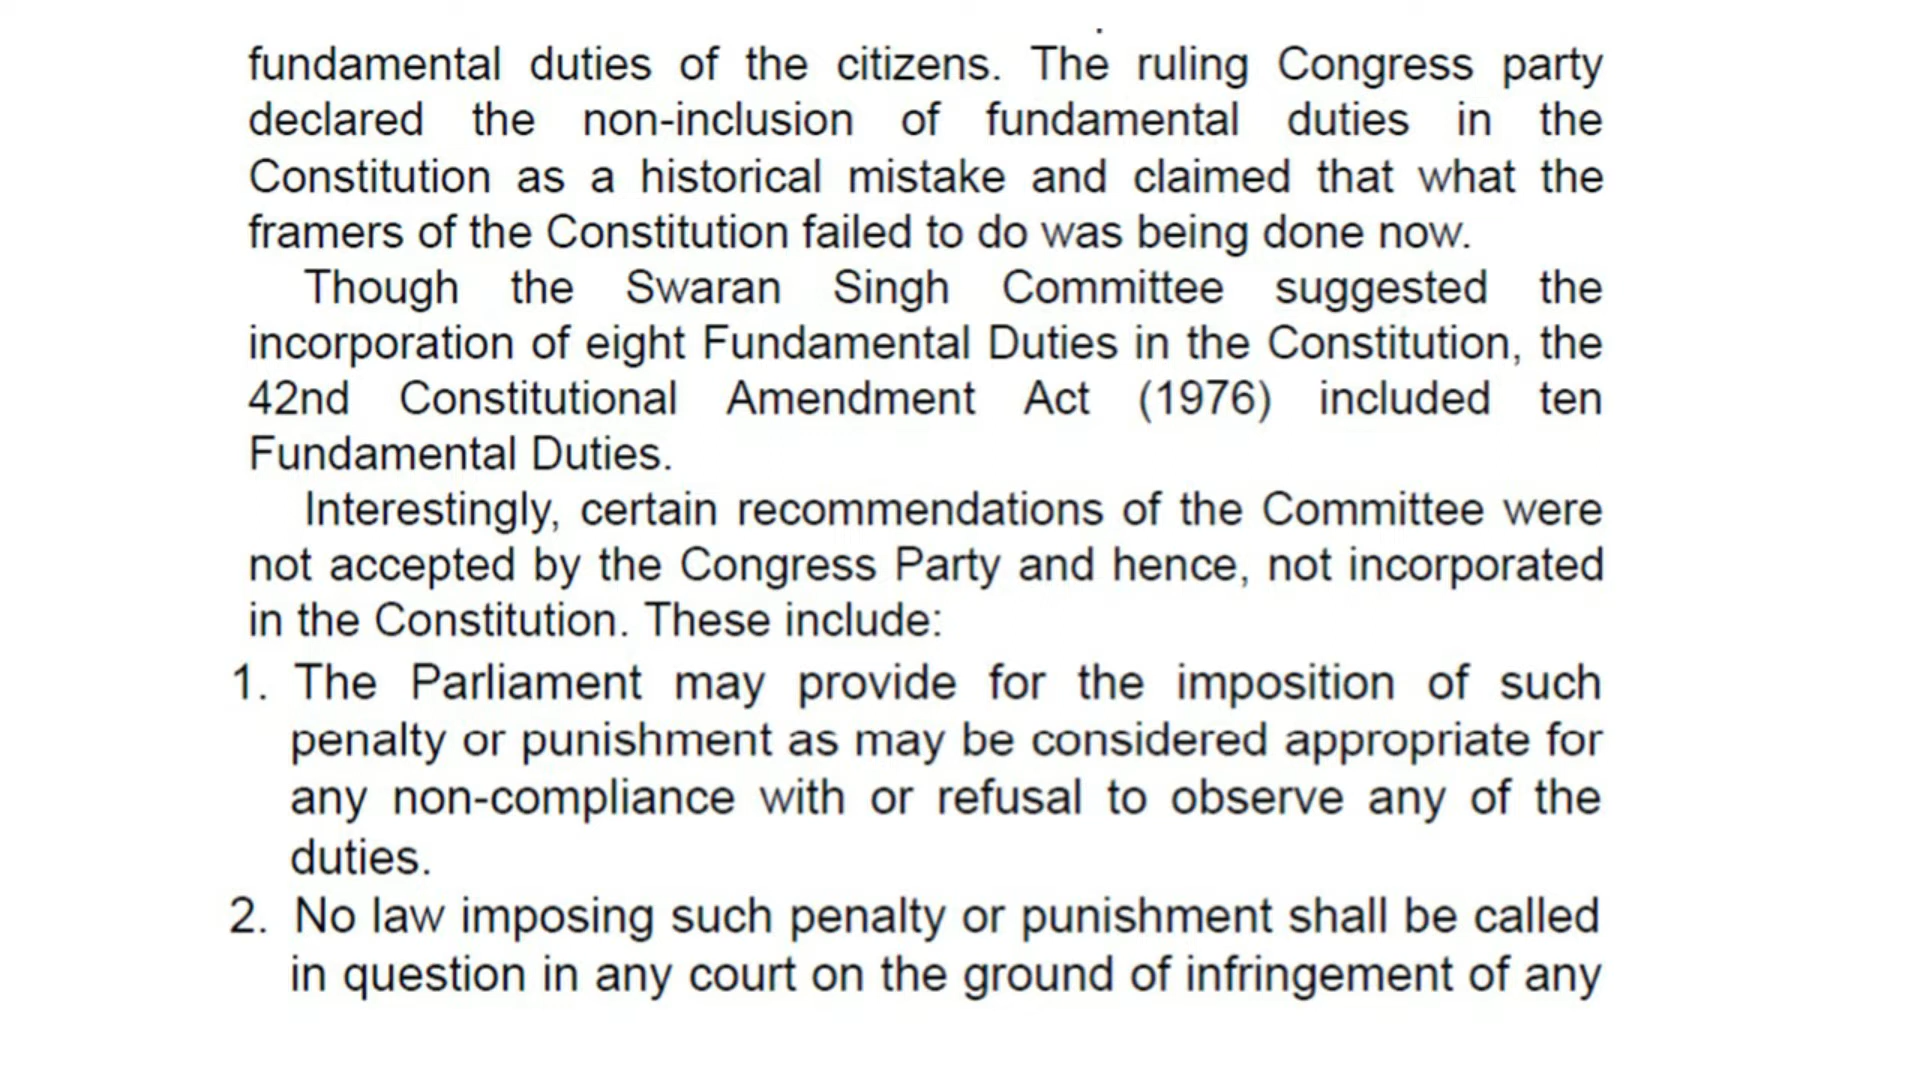 fundamental duties of the citizens. The ruling Congress party
declared the non-inclusion of fundamental duties in the
Constitution as a historical mistake and claimed that what the
framers of the Constitution failed to do was being done now.
Though the Swaran Singh Committee suggested the
incorporation of eight Fundamental Duties in the Constitution, the
42nd Constitutional Amendment Act (1976) included ten
Fundamental Duties.
Interestingly, certain recommendations of the Committee were
not accepted by the Congress Party and hence, not incorporated
in the Constitution. These include:
1. The Parliament may provide for the imposition of such
penalty or punishment as may be considered appropriate for
any non-compliance with or refusal to observe any of the
duties.
2. No law imposing such penalty or punishment shall be called
in question in any court on the ground of infringement of any